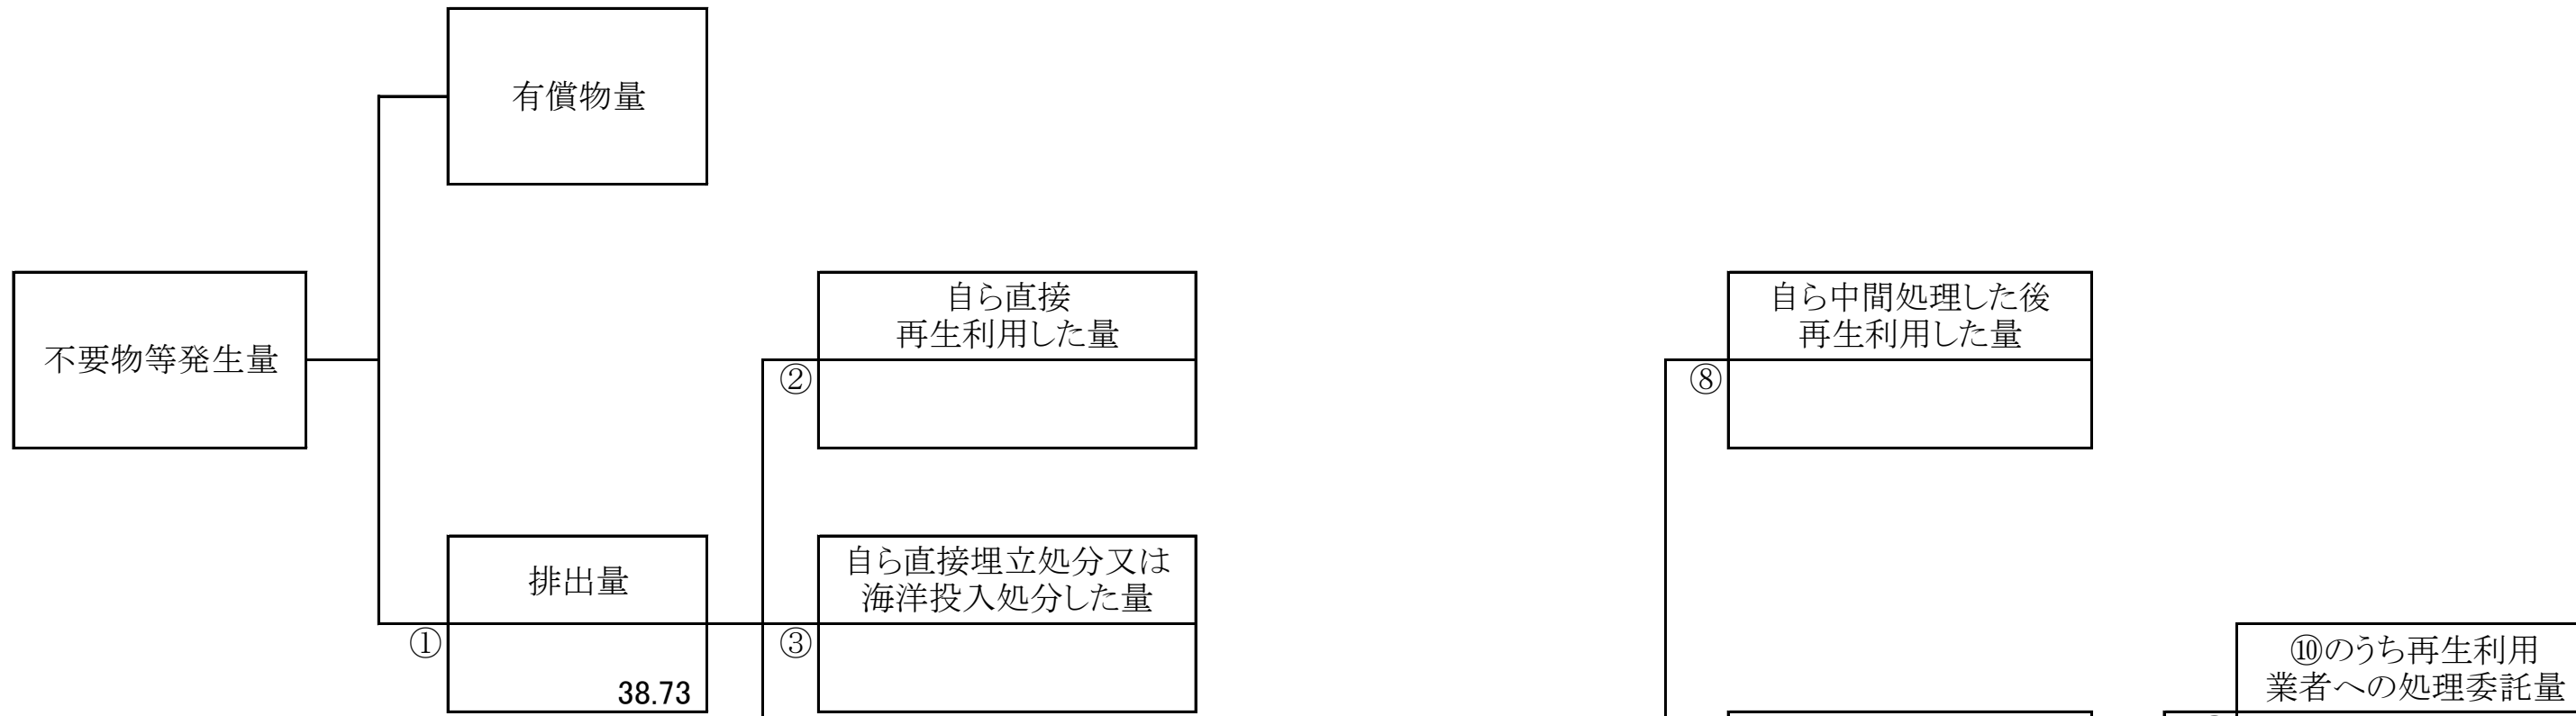 有償物量
不要物等発生量
自ら直接
再生利用した量
②
自ら中間処理した後
再生利用した量
⑧
排出量
①
38.73
自ら直接埋立処分又は
海洋投入処分した量
③
⑩のうち再生利用
業者への処理委託量